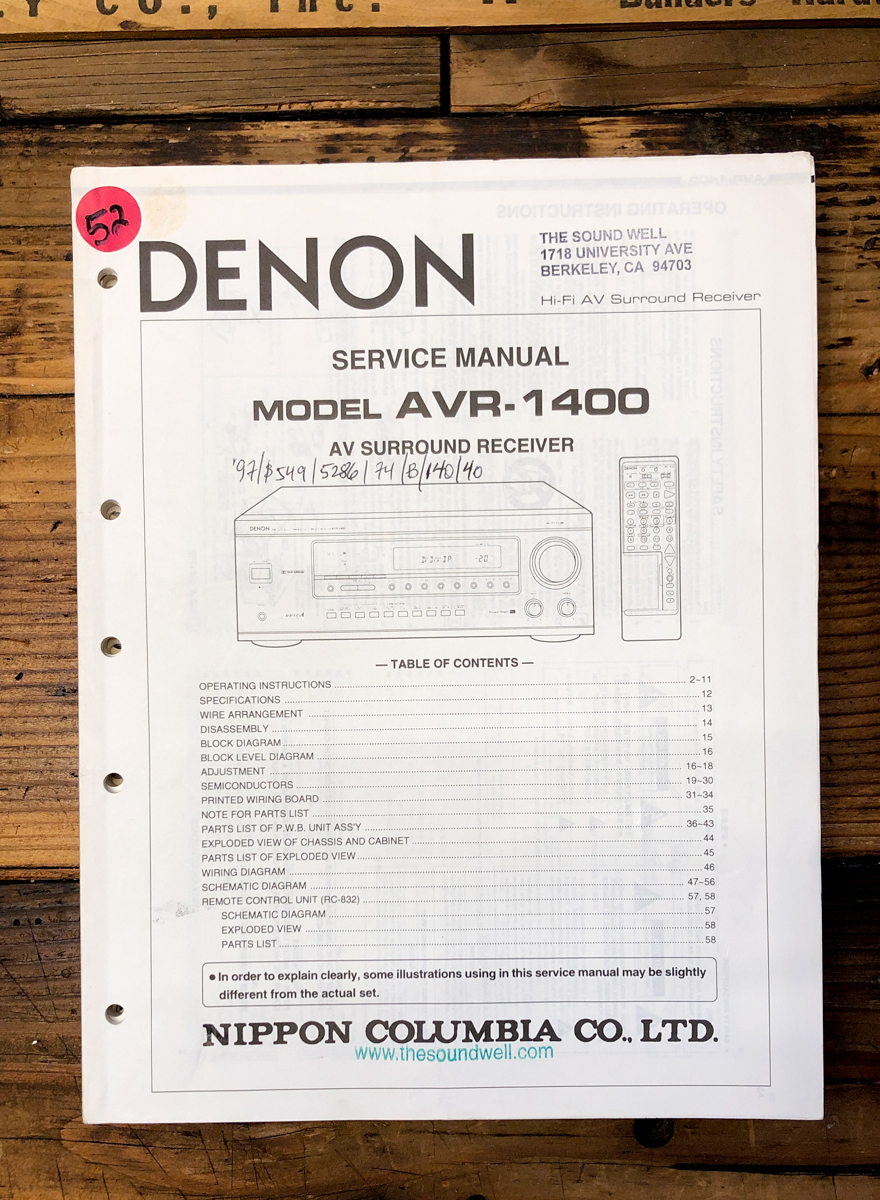 Y CO., Inc.
52
DENON
THE SOUND WELL
1718 UNIVERSITY AVE
BERKELEY, CA 94703
Hi-Fi AV Surround Receiver
SERVICE MANUAL
MODEL AVR-1400
AV SURROUND RECEIVER
'97/$549/5286/74/B/140/40
DENON
DENON
— TABLE OF CONTENTS —
OPERATING INSTRUCTIONS 2~11
SPECIFICATIONS 12
WIRE ARRANGEMENT 13
DISASSEMBLY 14
BLOCK DIAGRAM 15
BLOCK LEVEL DIAGRAM 16
ADJUSTMENT 16~18
SEMICONDUCTORS 19~30
PRINTED WIRING BOARD 31~34
NOTE FOR PARTS LIST 35
PARTS LIST OF P.W.B. UNIT ASS'Y 36~43
EXPLODED VIEW OF CHASSIS AND CABINET 44
PARTS LIST OF EXPLODED VIEW 45
WIRING DIAGRAM 46
SCHEMATIC DIAGRAM 47~56
REMOTE CONTROL UNIT (RC-832) 57, 58
SCHEMATIC DIAGRAM 57
EXPLODED VIEW 58
PARTS LIST 58
● In order to explain clearly, some illustrations using in this service manual may be slightly
different from the actual set.
NIPPON COLUMBIA CO., LTD.
www.thesoundwell.com